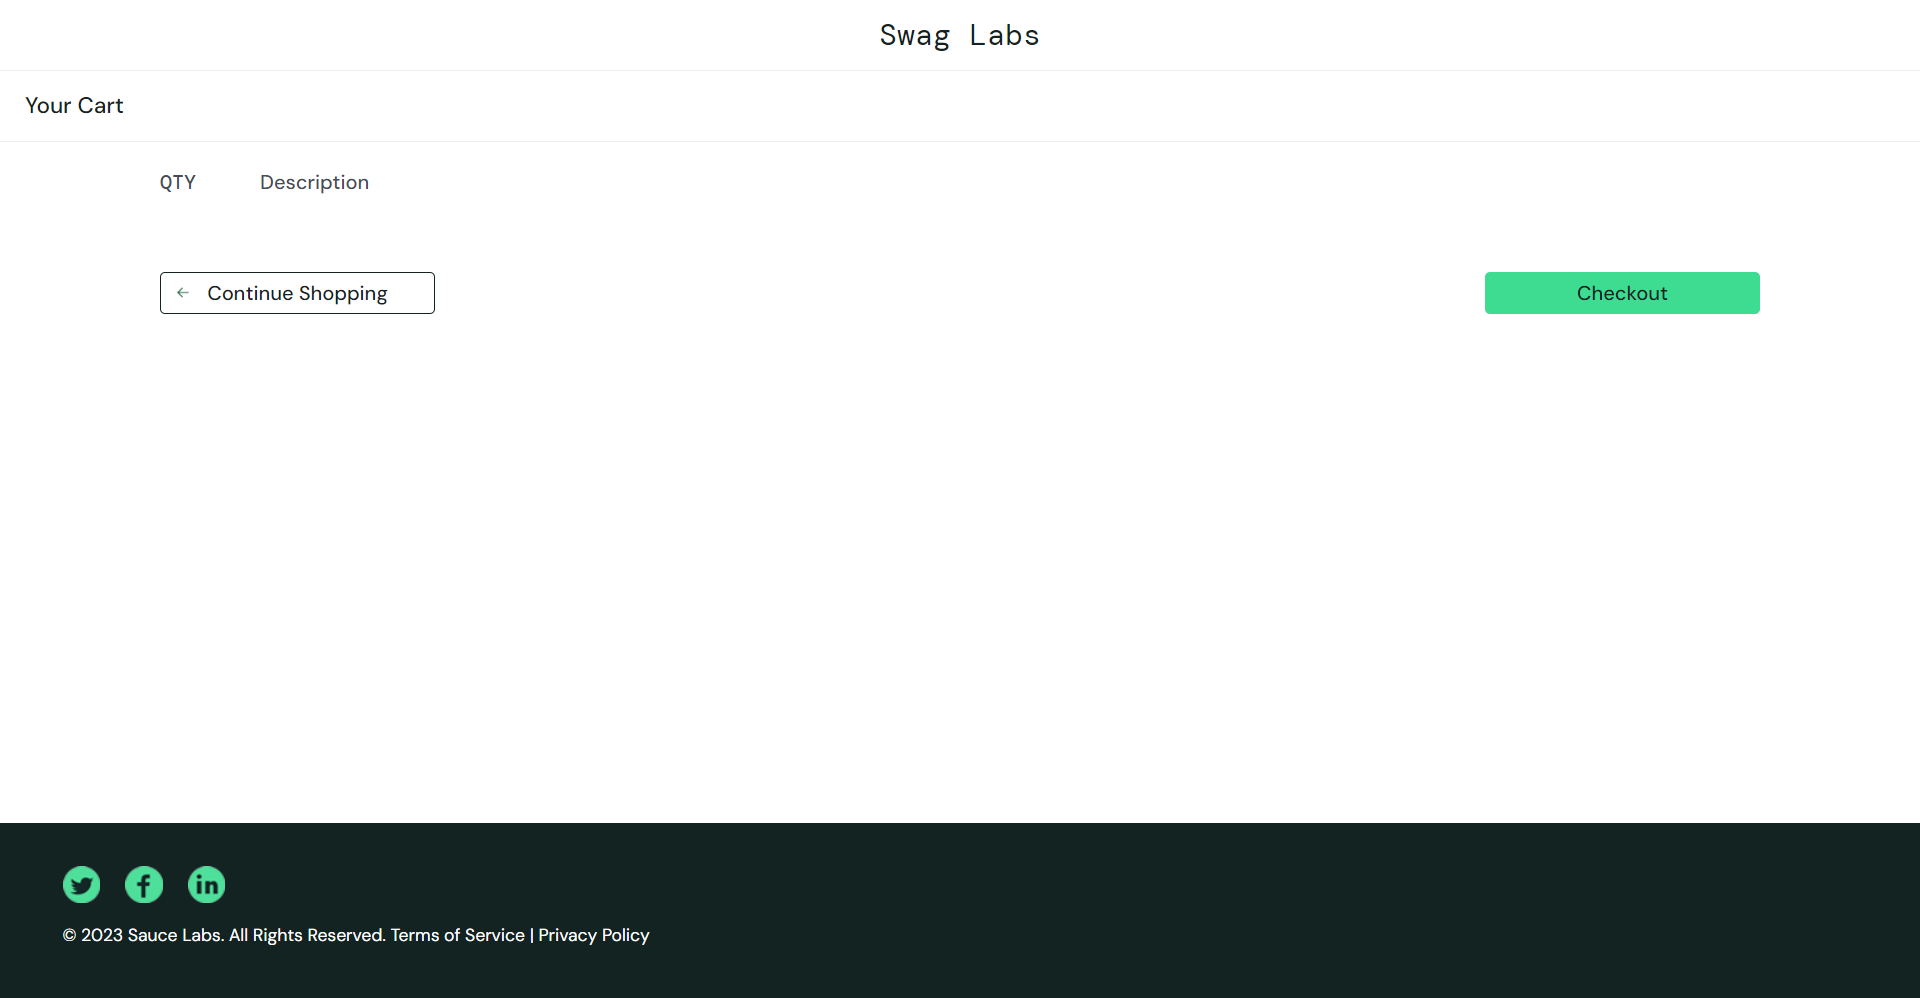 Swag Labs
Your Cart
QTY Description
Continue Shopping Checkout
© 2023 Sauce Labs. All Rights Reserved. Terms of Service | Privacy Policy